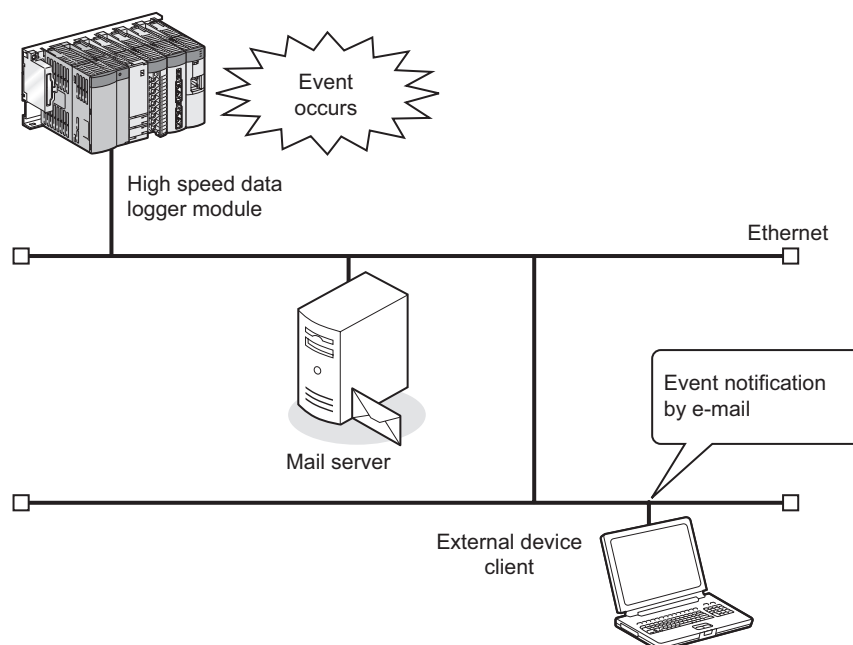 Event
occurs
High speed data
logger module
Ethernet
Event notification
by e-mail
Mail server
External device
client